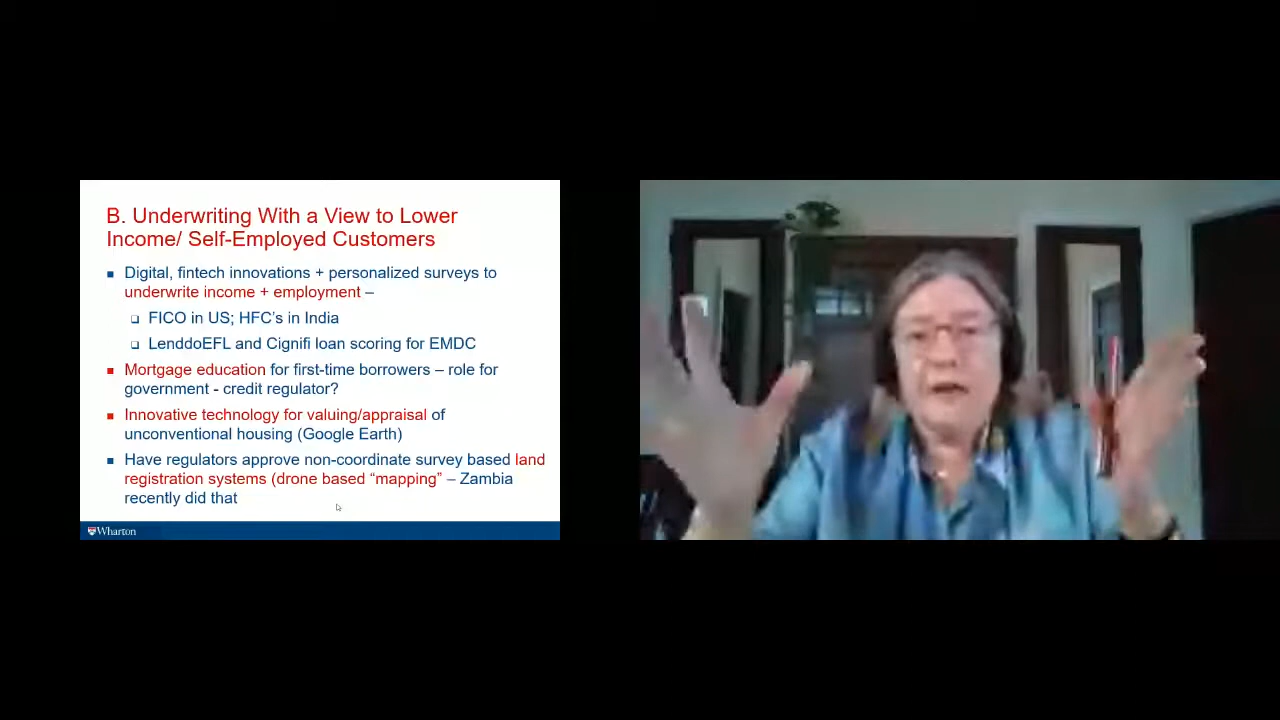 B. Underwriting With a View to Lower
Income/ Self-Employed Customers
Digital, fintech innovations + personalized surveys to
underwrite income + employment –
FICO in US; HFC's in India
LenddoEFL and Cignifi loan scoring for EMDC
Mortgage education for first-time borrowers – role for
government - credit regulator?
Innovative technology for valuing/appraisal of
unconventional housing (Google Earth)
Have regulators approve non-coordinate survey based land
registration systems (drone based “mapping” – Zambia
recently did that
Wharton